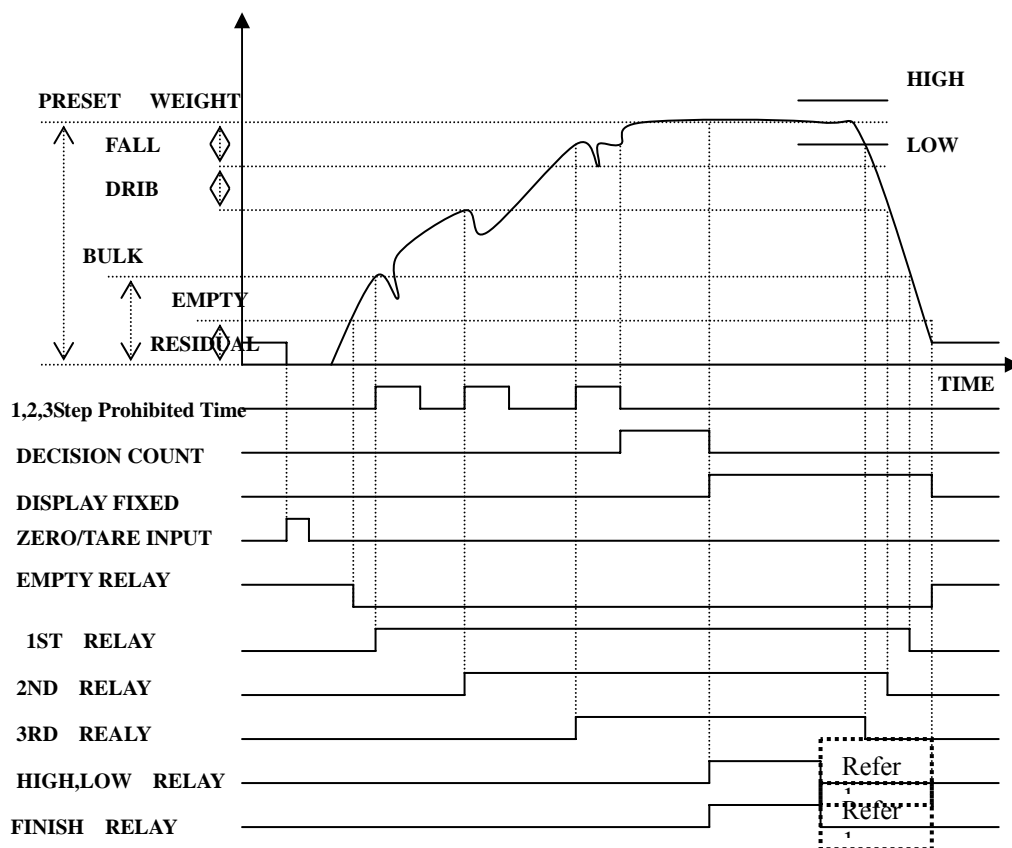 HIGH
PRESET WEIGHT
FALL
LOW
DRIB
BULK
EMPTY
RESIDUAL
TIME
1,2,3Step Prohibited Time
DECISION COUNT
DISPLAY FIXED
ZERO/TARE INPUT
EMPTY RELAY
1ST RELAY
2ND RELAY
3RD REALY
Refer
HIGH,LOW RELAY
Refer
FINISH RELAY